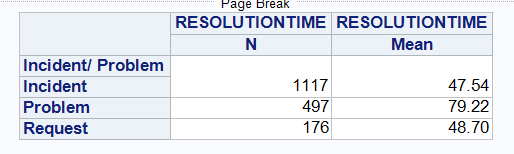 Page Break
RESOLUTIONTIME RESOLUTIONTIME
N Mean
Incident/ Problem
Incident 1117 47.54
Problem 497 79.22
Request 176 48.70